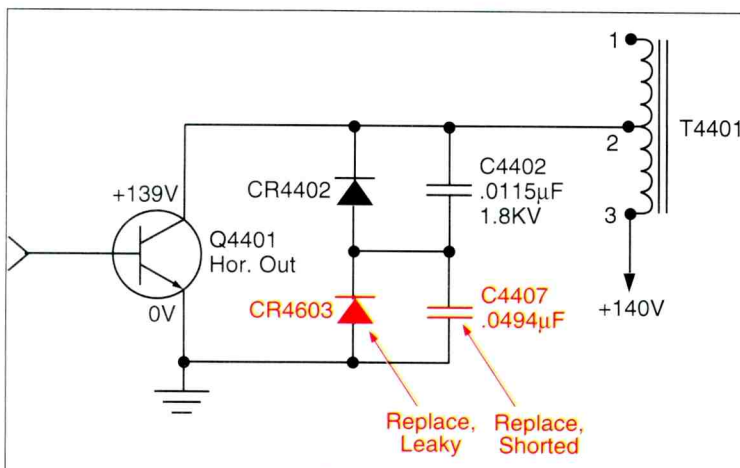 1
T4401
2
3
+140V
C4402
.0115µF
1.8KV
CR4402
+139V
Q4401
Hor. Out
0V
CR4603
C4407
.0494µF
Replace,
Leaky
Replace,
Shorted